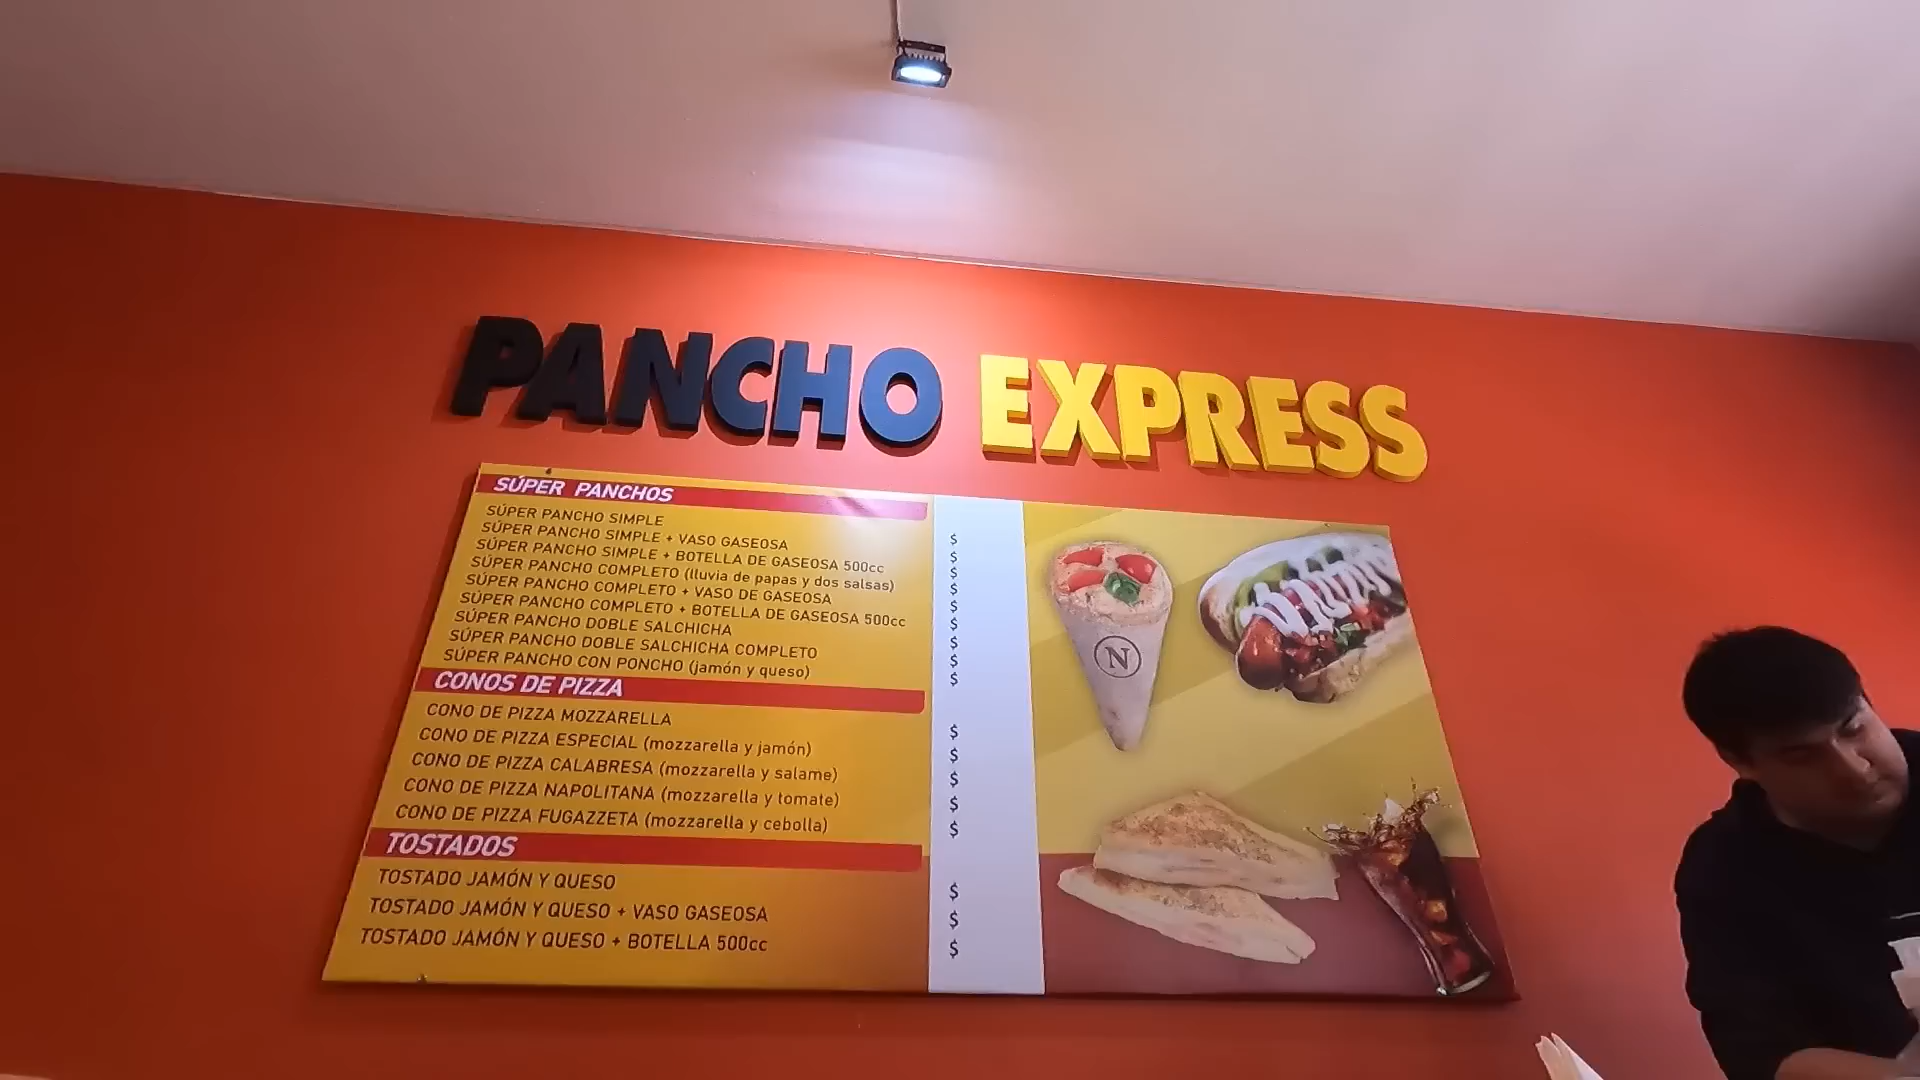 PANCHO EXPRESS
SÚPER PANCHOS
SÚPER PANCHO SIMPLE $
SÚPER PANCHO SIMPLE + VASO GASEOSA $
SÚPER PANCHO SIMPLE + BOTELLA DE GASEOSA 500cc $
SÚPER PANCHO COMPLETO (lluvia de papas y dos salsas) $
SÚPER PANCHO COMPLETO + VASO DE GASEOSA $
SÚPER PANCHO COMPLETO + BOTELLA DE GASEOSA 500cc $
SÚPER PANCHO DOBLE SALCHICHA $
SÚPER PANCHO DOBLE SALCHICHA COMPLETO $
SÚPER PANCHO CON PONCHO (jamón y queso) $
CONOS DE PIZZA
CONO DE PIZZA MOZZARELLA $
CONO DE PIZZA ESPECIAL (mozzarella y jamón) $
CONO DE PIZZA CALABRESA (mozzarella y salame) $
CONO DE PIZZA NAPOLITANA (mozzarella y tomate) $
CONO DE PIZZA FUGAZZETA (mozzarella y cebolla) $
TOSTADOS
TOSTADO JAMÓN Y QUESO $
TOSTADO JAMÓN Y QUESO + VASO GASEOSA $
TOSTADO JAMÓN Y QUESO + BOTELLA 500cc $
N